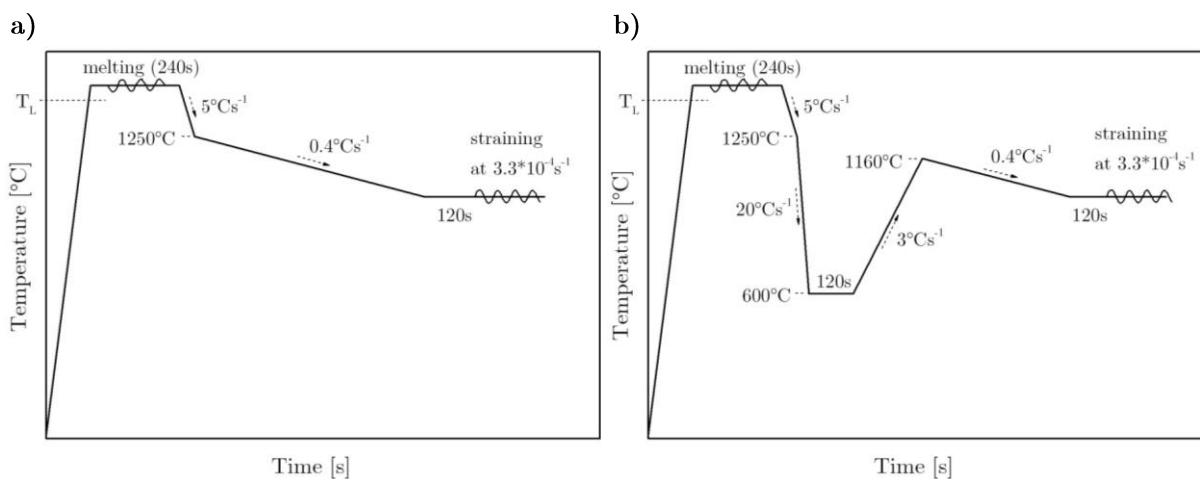 a)
melting (240s)
T_L
5°Cs⁻¹
1250°C
0.4°Cs⁻¹
straining
at 3.3*10⁻⁴s⁻¹
120s
Temperature [°C]
Time [s]
b)
melting (240s)
T_L
5°Cs⁻¹
1250°C
1160°C
0.4°Cs⁻¹
straining
at 3.3*10⁻⁴s⁻¹
20°Cs⁻¹
3°Cs⁻¹
120s
120s
600°C
Temperature [°C]
Time [s]